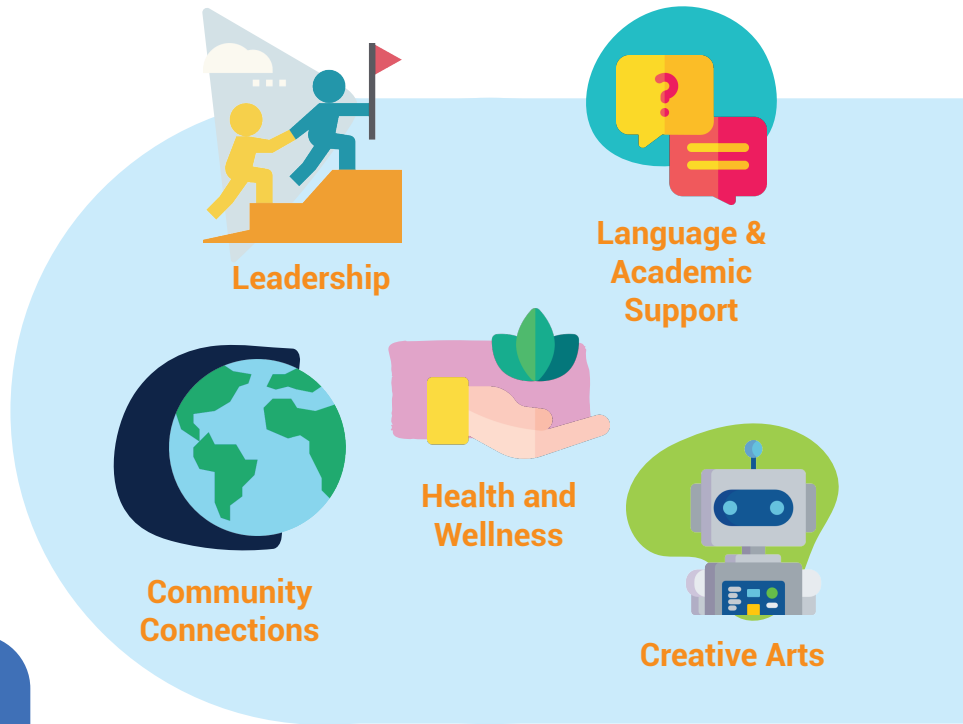 Leadership
Language &
Academic
Support
Health and
Wellness
Community
Connections
Creative Arts
?